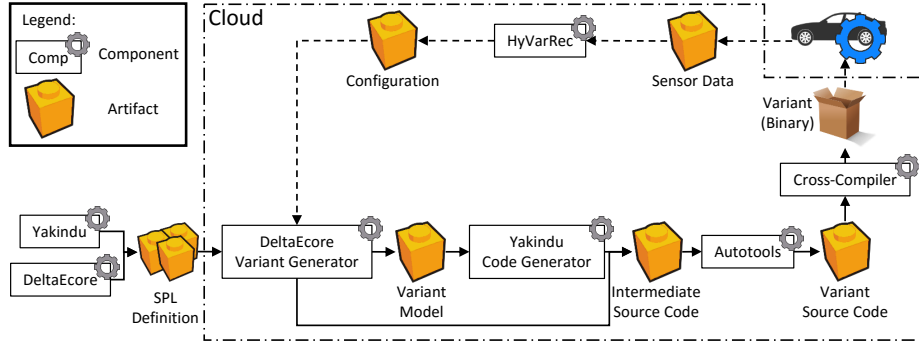 Legend:
Comp
Component
Artifact
Cloud
Configuration
HyVarRec
Sensor Data
Variant
(Binary)
Cross-Compiler
Yakindu
DeltaEcore
SPL
Definition
DeltaEcore
Variant Generator
Variant
Model
Yakindu
Code Generator
Intermediate
Source Code
Autotools
Variant
Source Code